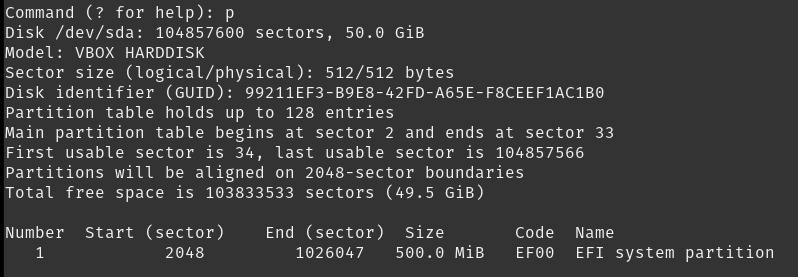 Command (? for help): p
Disk /dev/sda: 104857600 sectors, 50.0 GiB
Model: VBOX HARDDISK
Sector size (logical/physical): 512/512 bytes
Disk identifier (GUID): 99211EF3-B9E8-42FD-A65E-F8CEEF1AC1B0
Partition table holds up to 128 entries
Main partition table begins at sector 2 and ends at sector 33
First usable sector is 34, last usable sector is 104857566
Partitions will be aligned on 2048-sector boundaries
Total free space is 103833533 sectors (49.5 GiB)

Number  Start (sector)    End (sector)  Size       Code  Name
   1            2048         1026047   500.0 MiB   EF00  EFI system partition